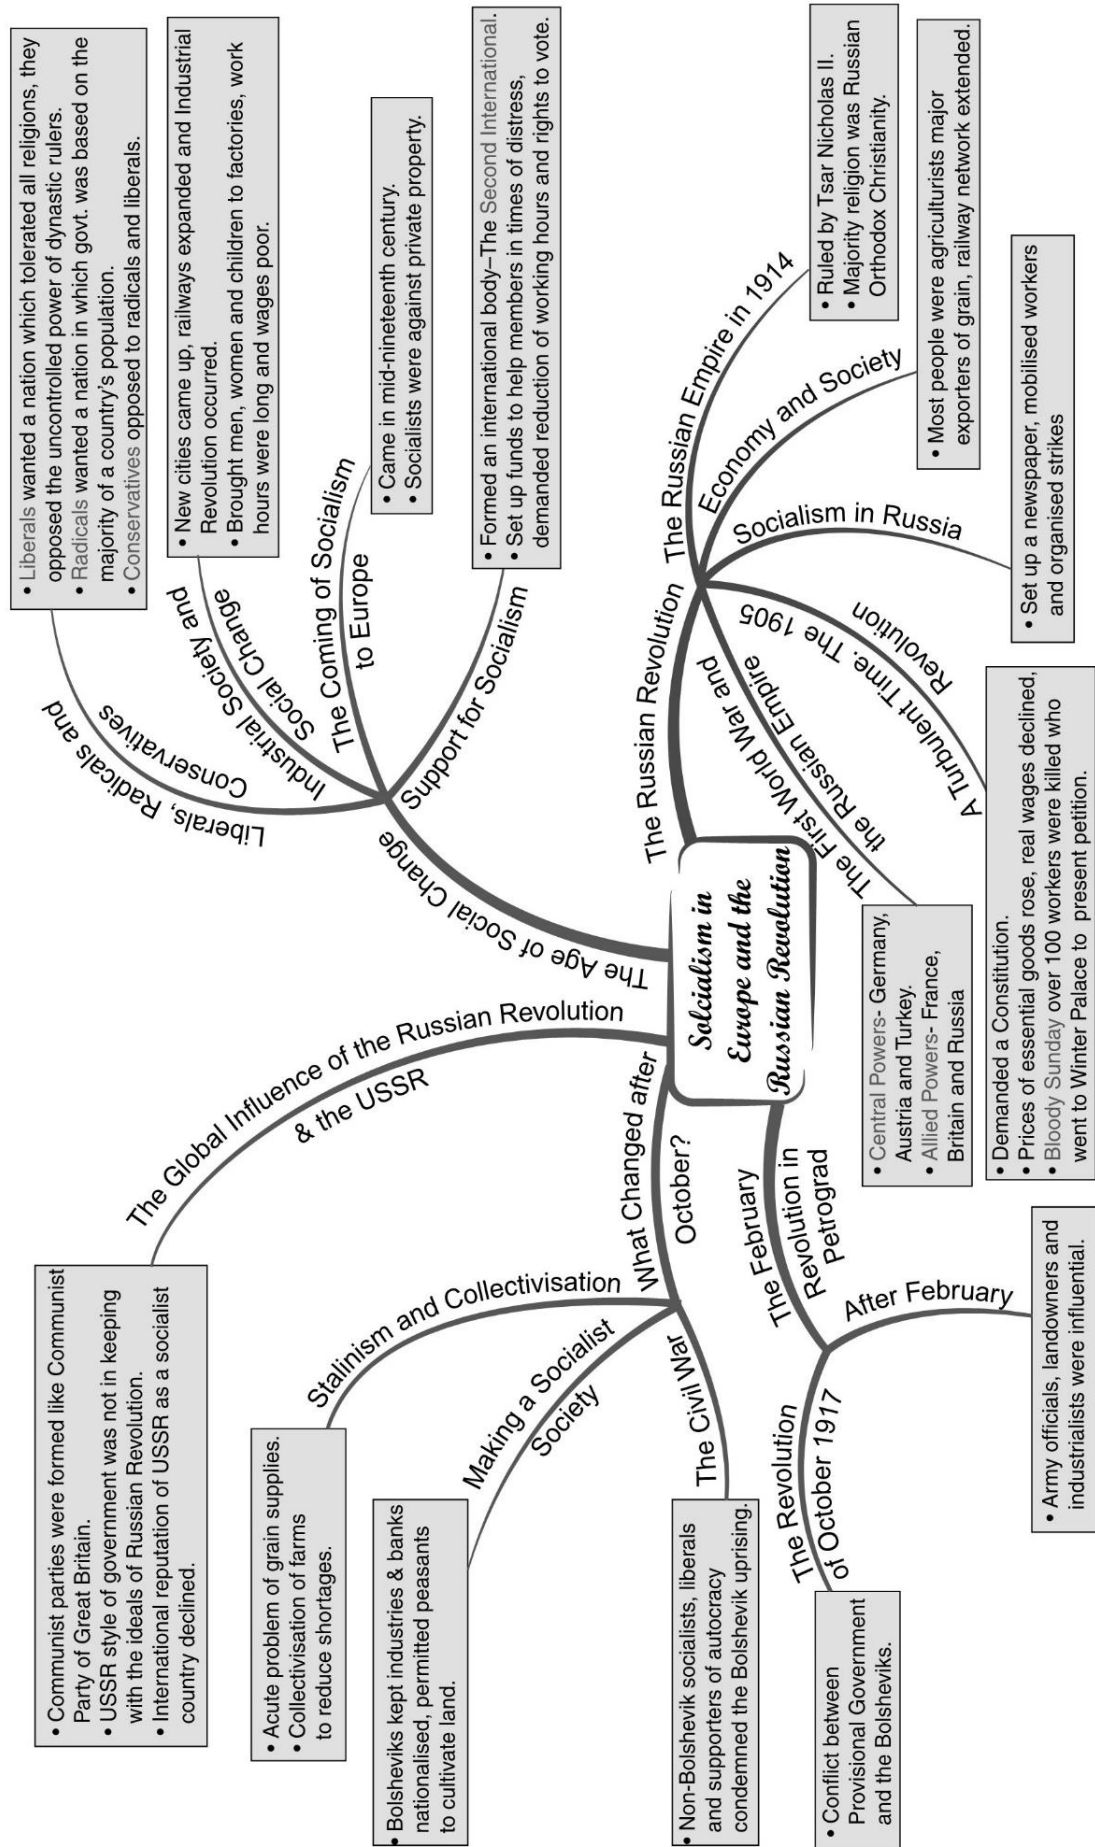 Solcialism in
Europe and the
Russian Revolution
The Age of Social Change
Liberals, Radicals and
Conservatives
• Liberals wanted a nation which tolerated all religions, they
opposed the uncontrolled power of dynastic rulers.
• Radicals wanted a nation in which govt. was based on the
majority of a country's population.
• Conservatives opposed to radicals and liberals.
Industrial Society and
Social Change
• New cities came up, railways expanded and Industrial
Revolution occurred.
• Brought men, women and children to factories, work
hours were long and wages poor.
The Coming of Socialism
to Europe
• Came in mid-nineteenth century.
• Socialists were against private property.
Support for Socialism
• Formed an international body–The Second International.
• Set up funds to help members in times of distress,
demanded reduction of working hours and rights to vote.
The Russian Revolution
The Russian Empire in 1914
• Ruled by Tsar Nicholas II.
• Majority religion was Russian
Orthodox Christianity.
Economy and Society
• Most people were agriculturists major
exporters of grain, railway network extended.
Socialism in Russia
• Set up a newspaper, mobilised workers
and organised strikes
A Turbulent Time. The 1905
Revolution
• Demanded a Constitution.
• Prices of essential goods rose, real wages declined,
• Bloody Sunday over 100 workers were killed who
went to Winter Palace to present petition.
The First World War and
the Russian Empire
• Central Powers- Germany,
Austria and Turkey.
• Allied Powers- France,
Britain and Russia
The February
Revolution in
Petrograd
After February
• Army officials, landowners and
industrialists were influential.
The Revolution
of October 1917
• Conflict between
Provisional Government
and the Bolsheviks.
What Changed after
October?
The Civil War
• Non-Bolshevik socialists, liberals
and supporters of autocracy
condemned the Bolshevik uprising.
Making a Socialist
Society
• Bolsheviks kept industries & banks
nationalised, permitted peasants
to cultivate land.
Stalinism and Collectivisation
• Acute problem of grain supplies.
• Collectivisation of farms
to reduce shortages.
The Global Influence of the Russian Revolution
& the USSR
• Communist parties were formed like Communist
Party of Great Britain.
• USSR style of government was not in keeping
with the ideals of Russian Revolution.
• International reputation of USSR as a socialist
country declined.